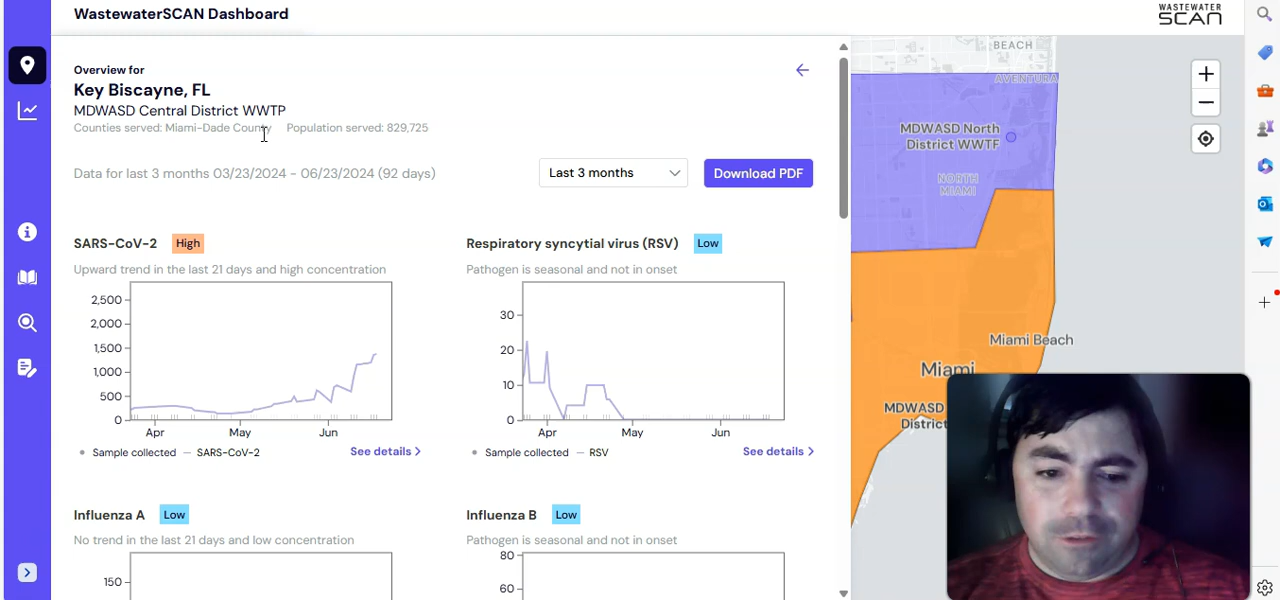 WastewaterSCAN Dashboard
WASTEWATER
SCAN
Overview for
Key Biscayne, FL
MDWASD Central District WWTP
Counties served: Miami-Dade County Population served: 829,725
Data for last 3 months 03/23/2024 - 06/23/2024 (92 days)
Last 3 months
Download PDF
SARS-CoV-2 High
Upward trend in the last 21 days and high concentration
2,500
2,000
1,500
1,000
500
0
Apr May Jun
Sample collected SARS-CoV-2
See details
Respiratory syncytial virus (RSV) Low
Pathogen is seasonal and not in onset
30
20
10
0
Apr May Jun
Sample collected RSV
See details
Influenza A Low
No trend in the last 21 days and low concentration
150
Influenza B Low
Pathogen is seasonal and not in onset
80
60
BEACH
AVENTURA
MDWASD North
District WWTF
NORTH
MIAMI
Miami Beach
Miami
MDWASD
District